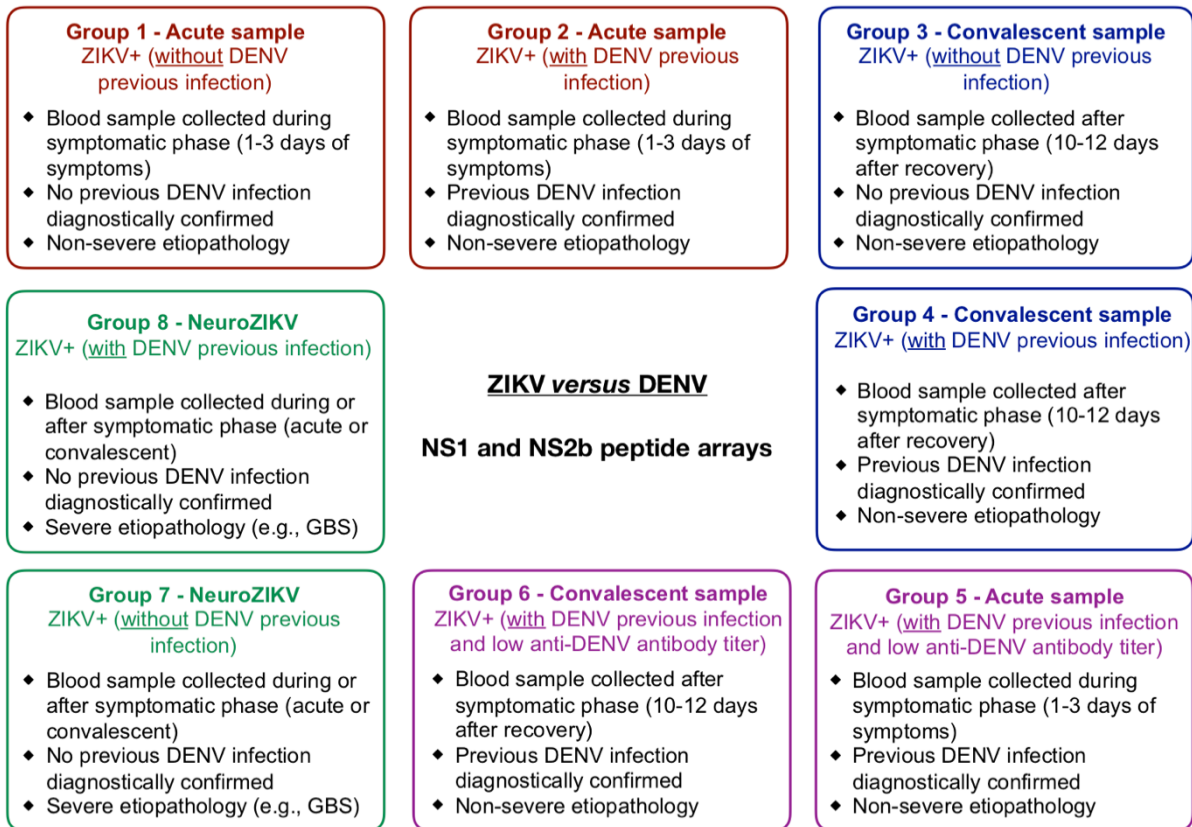 Group 1 - Acute sample
ZIKV+ (without DENV
previous infection)
◆ Blood sample collected during
symptomatic phase (1-3 days of
symptoms)
◆ No previous DENV infection
diagnostically confirmed
◆ Non-severe etiopathology
Group 2 - Acute sample
ZIKV+ (with DENV previous
infection)
◆ Blood sample collected during
symptomatic phase (1-3 days of
symptoms)
◆ Previous DENV infection
diagnostically confirmed
◆ Non-severe etiopathology
Group 3 - Convalescent sample
ZIKV+ (without DENV previous
infection)
◆ Blood sample collected after
symptomatic phase (10-12 days
after recovery)
◆ No previous DENV infection
diagnostically confirmed
◆ Non-severe etiopathology
Group 8 - NeuroZIKV
ZIKV+ (with DENV previous infection)
◆ Blood sample collected during or
after symptomatic phase (acute or
convalescent)
◆ No previous DENV infection
diagnostically confirmed
◆ Severe etiopathology (e.g., GBS)
ZIKV versus DENV
NS1 and NS2b peptide arrays
Group 4 - Convalescent sample
ZIKV+ (with DENV previous infection)
◆ Blood sample collected after
symptomatic phase (10-12 days
after recovery)
◆ Previous DENV infection
diagnostically confirmed
◆ Non-severe etiopathology
Group 7 - NeuroZIKV
ZIKV+ (without DENV previous
infection)
◆ Blood sample collected during or
after symptomatic phase (acute or
convalescent)
◆ No previous DENV infection
diagnostically confirmed
◆ Severe etiopathology (e.g., GBS)
Group 6 - Convalescent sample
ZIKV+ (with DENV previous infection
and low anti-DENV antibody titer)
◆ Blood sample collected after
symptomatic phase (10-12 days
after recovery)
◆ Previous DENV infection
diagnostically confirmed
◆ Non-severe etiopathology
Group 5 - Acute sample
ZIKV+ (with DENV previous infection
and low anti-DENV antibody titer)
◆ Blood sample collected during
symptomatic phase (1-3 days of
symptoms)
◆ Previous DENV infection
diagnostically confirmed
◆ Non-severe etiopathology